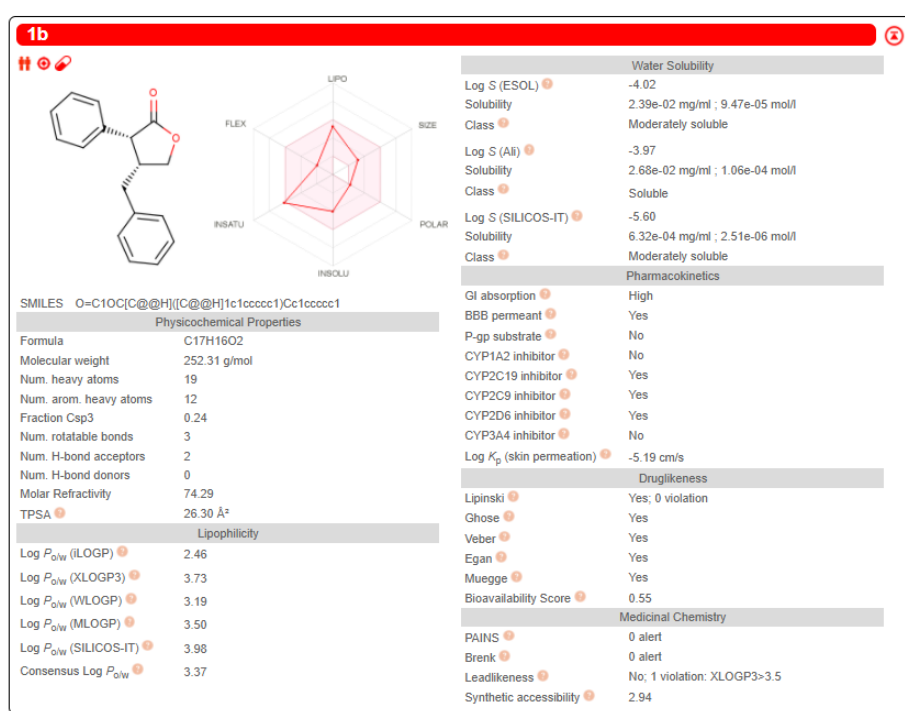 1b
O
O
LIPO
FLEX
SIZE
INSATU
POLAR
INSOLU
SMILES O=C1OC[C@@H]([C@@H]1c1ccccc1)Cc1ccccc1
Physicochemical Properties
Formula C17H16O2
Molecular weight 252.31 g/mol
Num. heavy atoms 19
Num. arom. heavy atoms 12
Fraction Csp3 0.24
Num. rotatable bonds 3
Num. H-bond acceptors 2
Num. H-bond donors 0
Molar Refractivity 74.29
TPSA ? 26.30 Å²
Lipophilicity
Log Po/w (iLOGP) ? 2.46
Log Po/w (XLOGP3) ? 3.73
Log Po/w (WLOGP) ? 3.19
Log Po/w (MLOGP) ? 3.50
Log Po/w (SILICOS-IT) ? 3.98
Consensus Log Po/w ? 3.37
Water Solubility
Log S (ESOL) ? -4.02
Solubility 2.39e-02 mg/ml ; 9.47e-05 mol/l
Class ? Moderately soluble
Log S (Ali) ? -3.97
Solubility 2.68e-02 mg/ml ; 1.06e-04 mol/l
Class ? Soluble
Log S (SILICOS-IT) ? -5.60
Solubility 6.32e-04 mg/ml ; 2.51e-06 mol/l
Class ? Moderately soluble
Pharmacokinetics
GI absorption ? High
BBB permeant ? Yes
P-gp substrate ? No
CYP1A2 inhibitor ? No
CYP2C19 inhibitor ? Yes
CYP2C9 inhibitor ? Yes
CYP2D6 inhibitor ? Yes
CYP3A4 inhibitor ? No
Log Kp (skin permeation) ? -5.19 cm/s
Druglikeness
Lipinski ? Yes; 0 violation
Ghose ? Yes
Veber ? Yes
Egan ? Yes
Muegge ? Yes
Bioavailability Score ? 0.55
Medicinal Chemistry
PAINS ? 0 alert
Brenk ? 0 alert
Leadlikeness ? No; 1 violation: XLOGP3>3.5
Synthetic accessibility ? 2.94